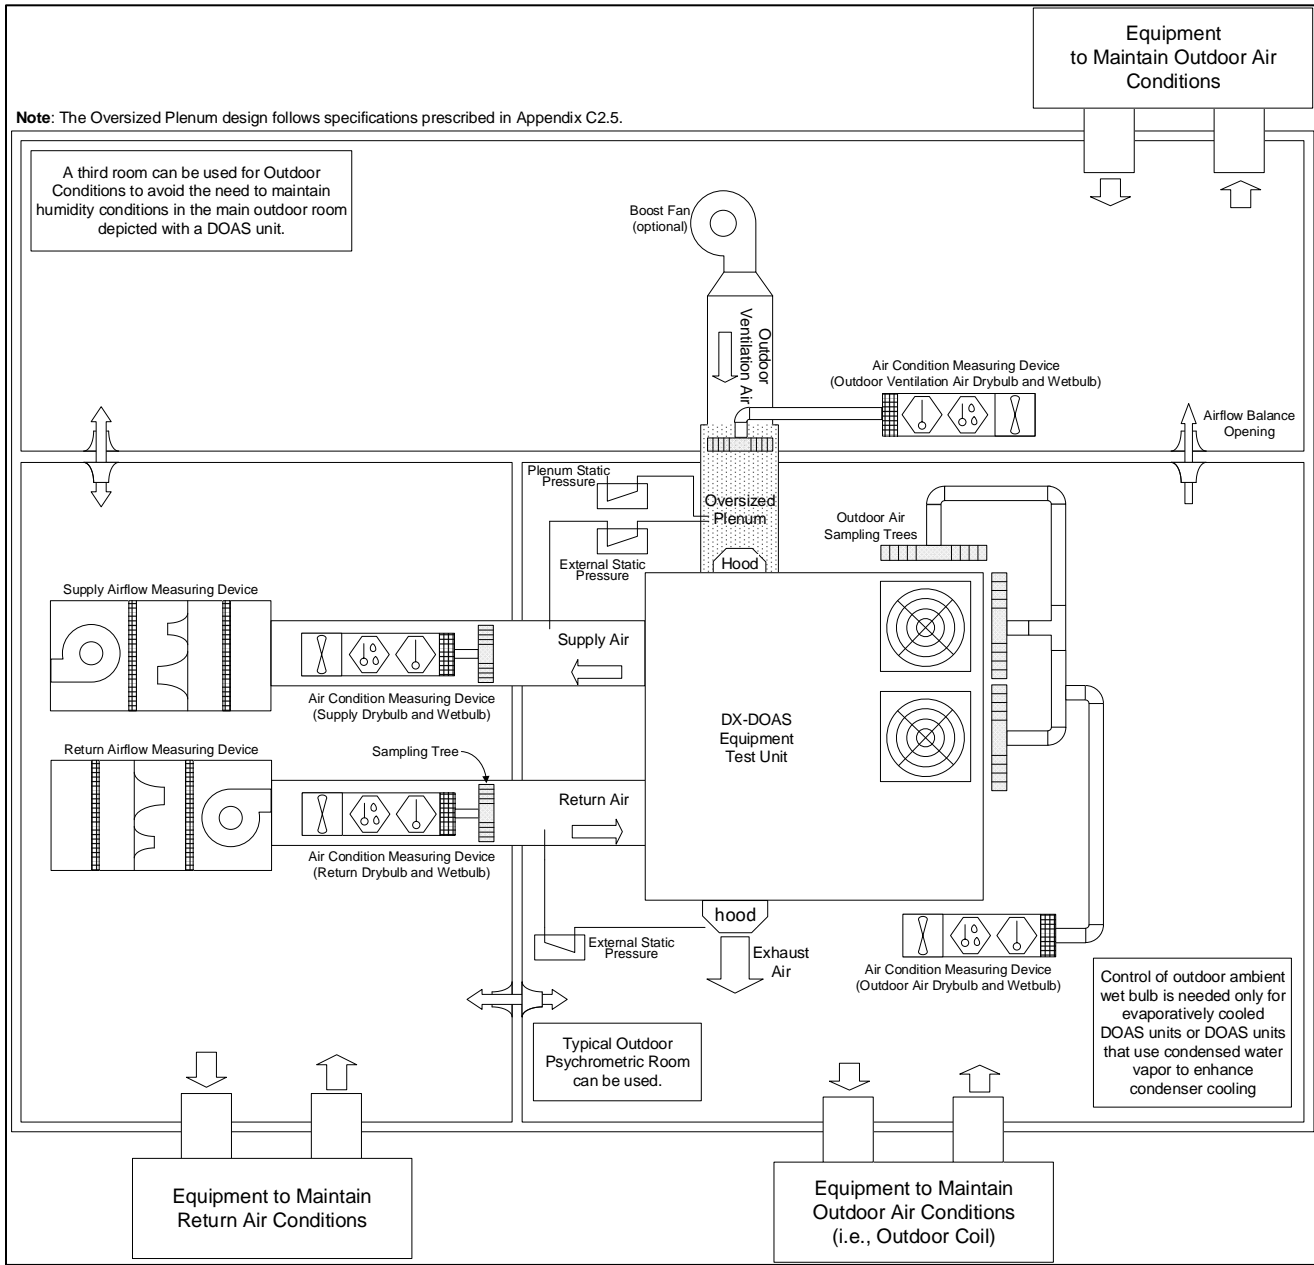 Equipment
to Maintain Outdoor Air
Conditions
Note: The Oversized Plenum design follows specifications prescribed in Appendix C2.5.
A third room can be used for Outdoor
Conditions to avoid the need to maintain
humidity conditions in the main outdoor room
depicted with a DOAS unit.
Boost Fan
(optional)
Outdoor
Ventilation Air
Air Condition Measuring Device
(Outdoor Ventilation Air Drybulb and Wetbulb)
Airflow Balance
Opening
Plenum Static
Pressure
Oversized
Plenum
Outdoor Air
Sampling Trees
External Static
Pressure
Hood
Supply Airflow Measuring Device
Supply Air
Air Condition Measuring Device
(Supply Drybulb and Wetbulb)
DX-DOAS
Equipment
Test Unit
Return Airflow Measuring Device
Sampling Tree
Return Air
Air Condition Measuring Device
(Return Drybulb and Wetbulb)
hood
External Static
Pressure
Exhaust
Air
Air Condition Measuring Device
(Outdoor Air Drybulb and Wetbulb)
Control of outdoor ambient
wet bulb is needed only for
evaporatively cooled
DOAS units or DOAS units
that use condensed water
vapor to enhance
condenser cooling
Typical Outdoor
Psychrometric Room
can be used.
Equipment to Maintain
Return Air Conditions
Equipment to Maintain
Outdoor Air Conditions
(i.e., Outdoor Coil)